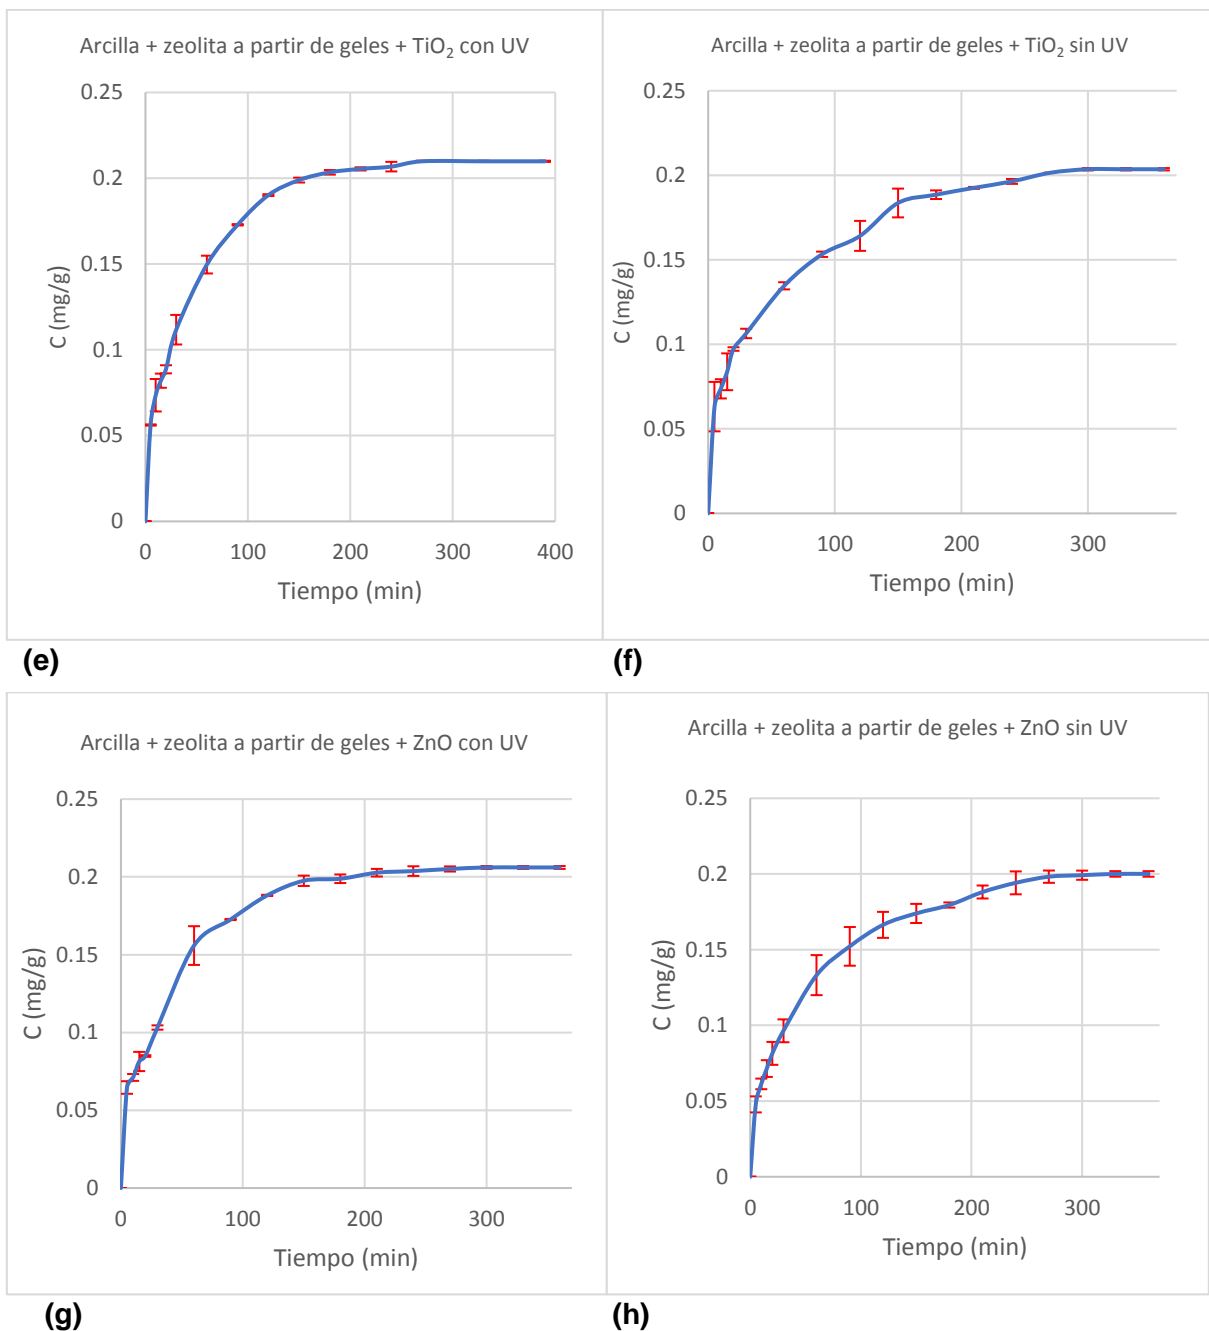 Arcilla + zeolita a partir de geles + TiO₂ con UV
0.25
0.2
0.15
0.1
0.05
0
C (mg/g)
0 100 200 300 400
Tiempo (min)
(e)
Arcilla + zeolita a partir de geles + TiO₂ sin UV
0.25
0.2
0.15
0.1
0.05
0
C (mg/g)
0 100 200 300
Tiempo (min)
(f)
Arcilla + zeolita a partir de geles + ZnO con UV
0.25
0.2
0.15
0.1
0.05
0
C (mg/g)
0 100 200 300
Tiempo (min)
(g)
Arcilla + zeolita a partir de geles + ZnO sin UV
0.25
0.2
0.15
0.1
0.05
0
C (mg/g)
0 100 200 300
Tiempo (min)
(h)